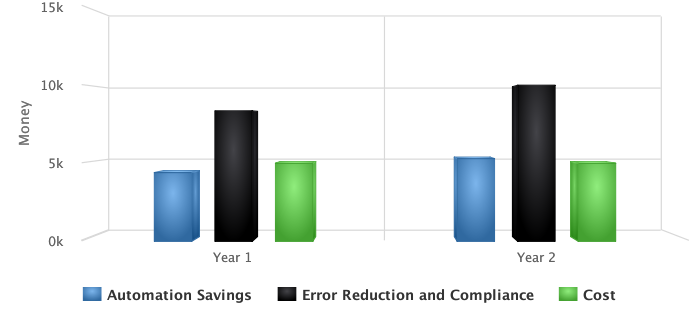 15k
10k
5k
0k
Money
Year 1
Year 2
Automation Savings
Error Reduction and Compliance
Cost